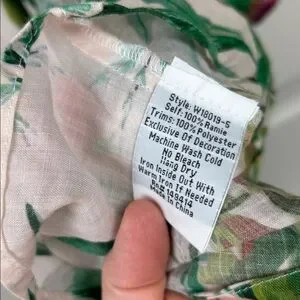 Style: W18019-S
Self:100% Ramie
Trims:100% Polyester
Exclusive Of Decoration
Machine Wash Cold
No Bleach
Hang Dry
Iron Inside Out With
Warm Iron If Needed
Rn# 149414
Made In China